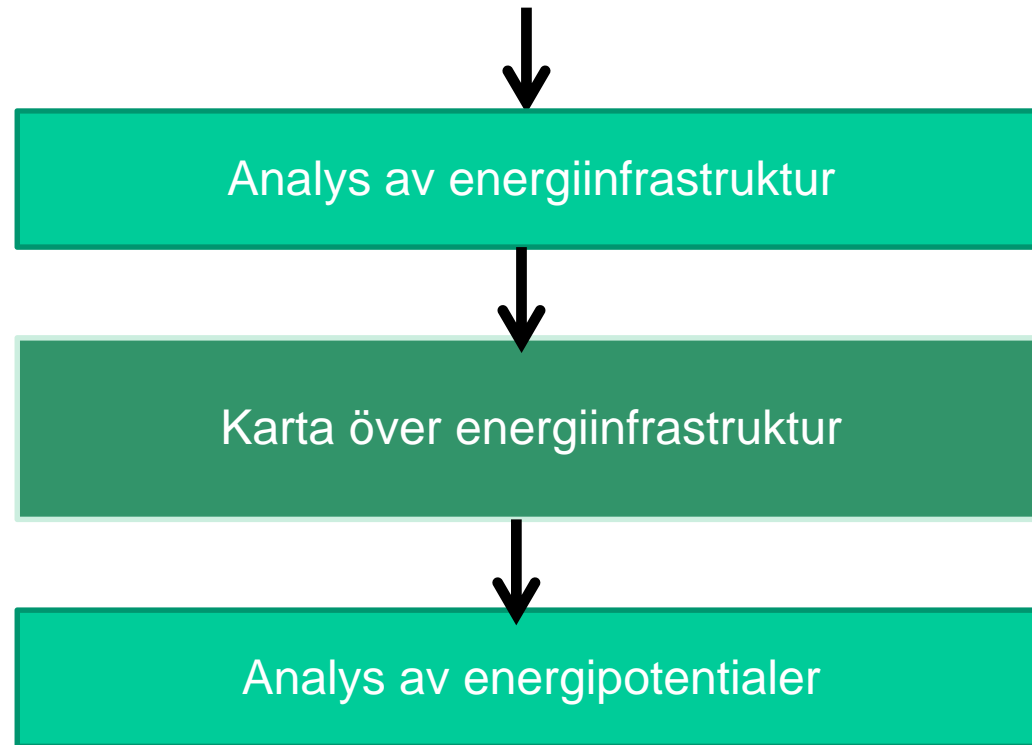 Analys av energiinfrastruktur
Karta över energiinfrastruktur
Analys av energipotentialer